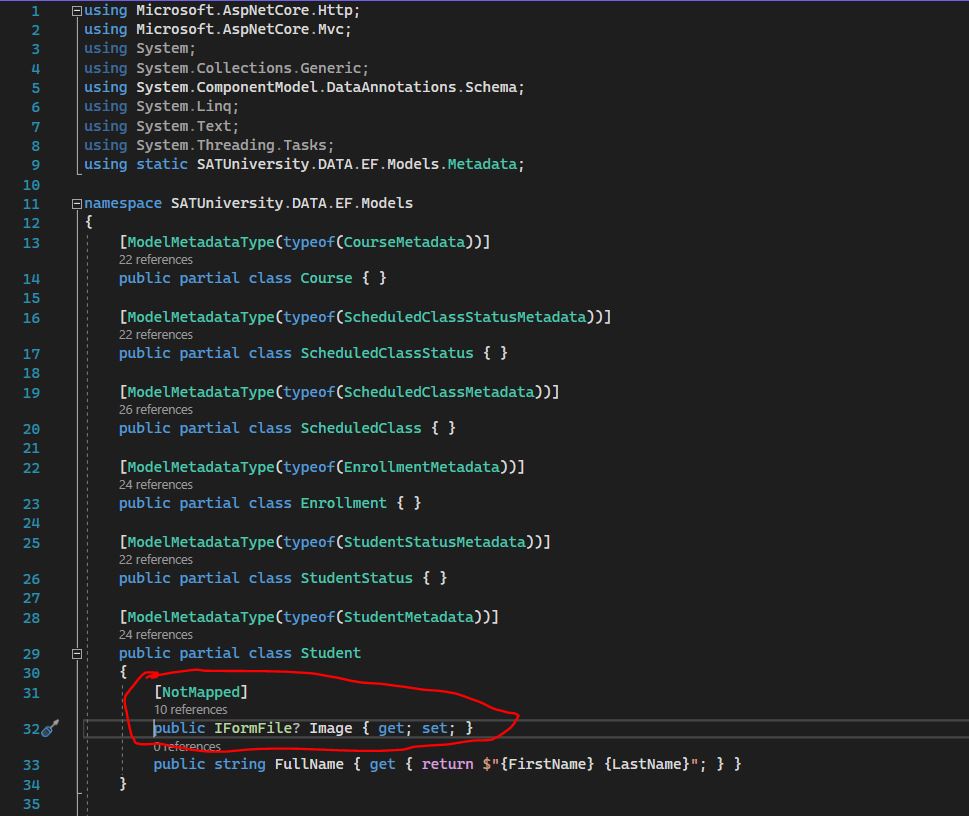 1 using Microsoft.AspNetCore.Http;
2 using Microsoft.AspNetCore.Mvc;
3 using System;
4 using System.Collections.Generic;
5 using System.ComponentModel.DataAnnotations.Schema;
6 using System.Linq;
7 using System.Text;
8 using System.Threading.Tasks;
9 using static SATUniversity.DATA.EF.Models.Metadata;
10
11 namespace SATUniversity.DATA.EF.Models
12 {
13 [ModelMetadataType(typeof(CourseMetadata))]
22 references
14 public partial class Course { }
15
16 [ModelMetadataType(typeof(ScheduledClassStatusMetadata))]
22 references
17 public partial class ScheduledClassStatus { }
18
19 [ModelMetadataType(typeof(ScheduledClassMetadata))]
26 references
20 public partial class ScheduledClass { }
21
22 [ModelMetadataType(typeof(EnrollmentMetadata))]
24 references
23 public partial class Enrollment { }
24
25 [ModelMetadataType(typeof(StudentStatusMetadata))]
22 references
26 public partial class StudentStatus { }
27
28 [ModelMetadataType(typeof(StudentMetadata))]
24 references
29 public partial class Student
30 {
31 [NotMapped]
10 references
32 public IFormFile? Image { get; set; }
0 references
33 public string FullName { get { return $"{FirstName} {LastName}"; } }
34 }
35